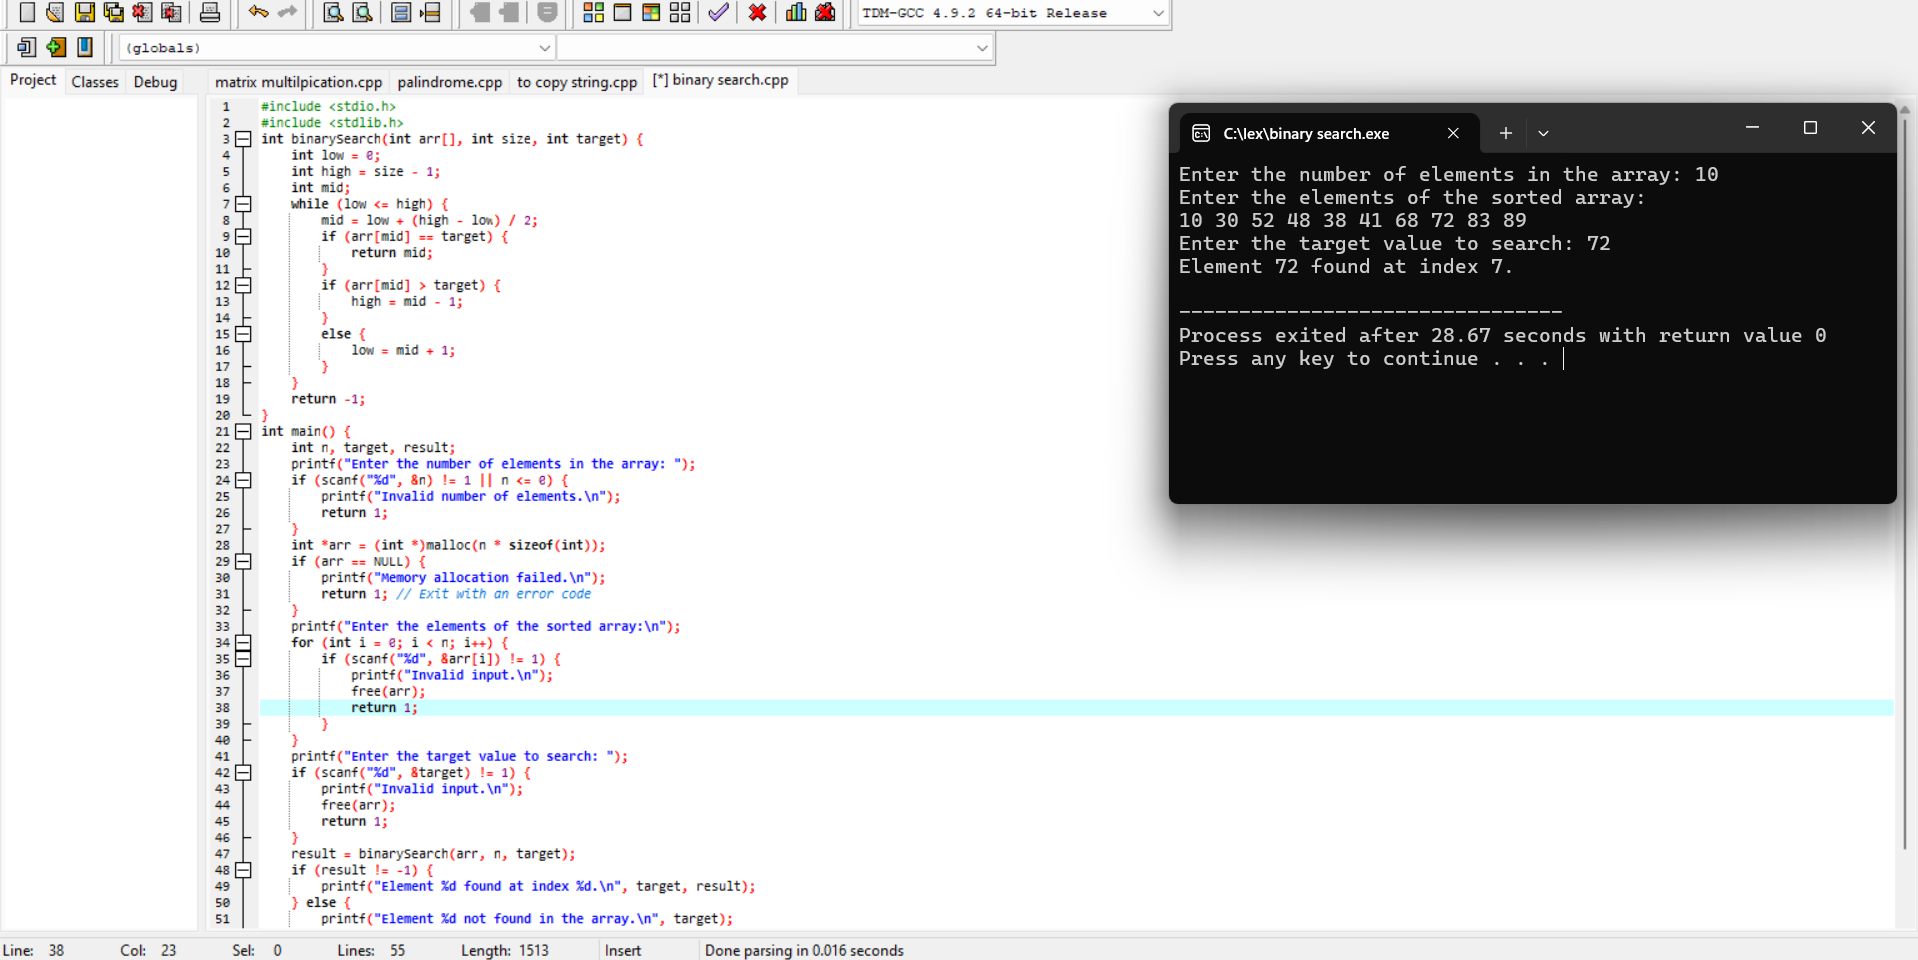 TDM-GCC 4.9.2 64-bit Release
(globals)
Project Classes Debug
matrix multilpication.cpp palindrome.cpp to copy string.cpp [*] binary search.cpp
1 #include <stdio.h>
2 #include <stdlib.h>
3 int binarySearch(int arr[], int size, int target) {
4 int low = 0;
5 int high = size - 1;
6 int mid;
7 while (low <= high) {
8 mid = low + (high - low) / 2;
9 if (arr[mid] == target) {
10 return mid;
11 }
12 if (arr[mid] > target) {
13 high = mid - 1;
14 }
15 else {
16 low = mid + 1;
17 }
18 }
19 return -1;
20 }
21 int main() {
22 int n, target, result;
23 printf("Enter the number of elements in the array: ");
24 if (scanf("%d", &n) != 1 || n <= 0) {
25 printf("Invalid number of elements.\n");
26 return 1;
27 }
28 int *arr = (int *)malloc(n * sizeof(int));
29 if (arr == NULL) {
30 printf("Memory allocation failed.\n");
31 return 1; // Exit with an error code
32 }
33 printf("Enter the elements of the sorted array:\n");
34 for (int i = 0; i < n; i++) {
35 if (scanf("%d", &arr[i]) != 1) {
36 printf("Invalid input.\n");
37 free(arr);
38 return 1;
39 }
40 }
41 printf("Enter the target value to search: ");
42 if (scanf("%d", &target) != 1) {
43 printf("Invalid input.\n");
44 free(arr);
45 return 1;
46 }
47 result = binarySearch(arr, n, target);
48 if (result != -1) {
49 printf("Element %d found at index %d.\n", target, result);
50 } else {
51 printf("Element %d not found in the array.\n", target);
C:\lex\binary search.exe
Enter the number of elements in the array: 10
Enter the elements of the sorted array:
10 30 52 48 38 41 68 72 83 89
Enter the target value to search: 72
Element 72 found at index 7.
--------------------------------
Process exited after 28.67 seconds with return value 0
Press any key to continue . . .
Line: 38 Col: 23 Sel: 0 Lines: 55 Length: 1513 Insert Done parsing in 0.016 seconds